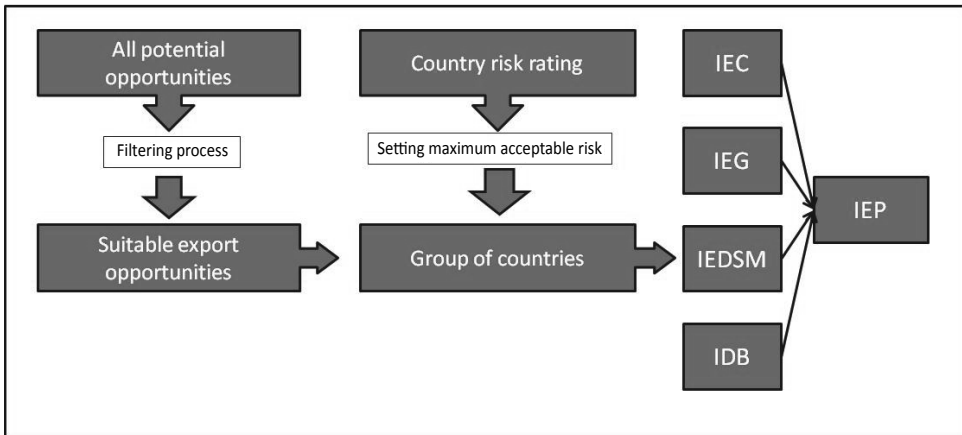 All potential
opportunities
Filtering process
Suitable export
opportunities
Country risk rating
Setting maximum acceptable risk
Group of countries
IEC
IEG
IEDSM
IDB
IEP